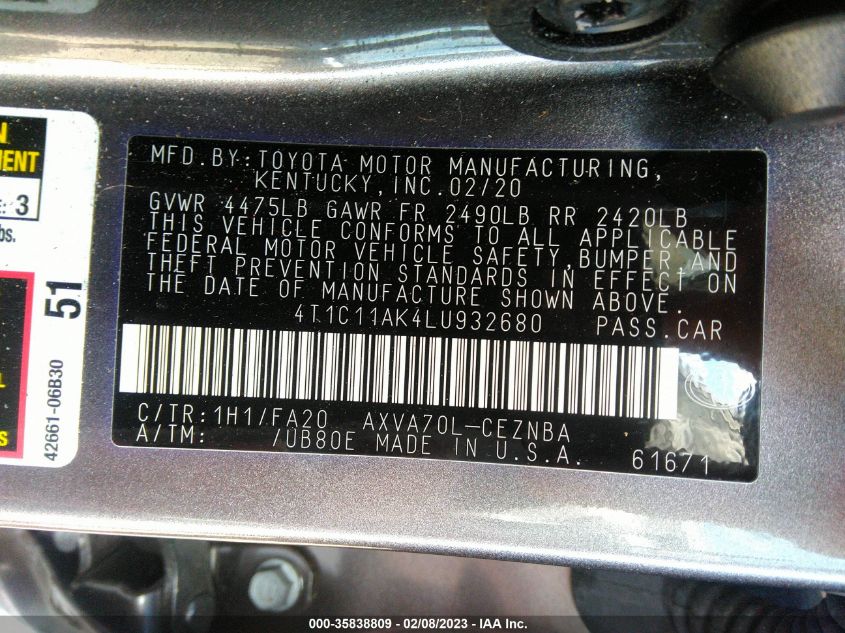 MFD.BY:TOYOTA MOTOR MANUFACTURING,
KENTUCKY,INC.02/20
GVWR 4475LB GAWR FR 2490LB RR 2420LB
THIS VEHICLE CONFORMS TO ALL APPLICABLE
FEDERAL MOTOR VEHICLE SAFETY,BUMPER,AND
THEFT PREVENTION STANDARDS IN EFFECT ON
THE DATE OF MANUFACTURE SHOWN ABOVE.
4T1C11AK4LU932680 PASS.CAR
C/TR:1H1/FA20 AXVA70L-CEZNBA
A/TM: /UB80E MADE IN U.S.A. 61671
3
51
42661-06B30
000-35838809 - 02/08/2023 - IAA Inc.